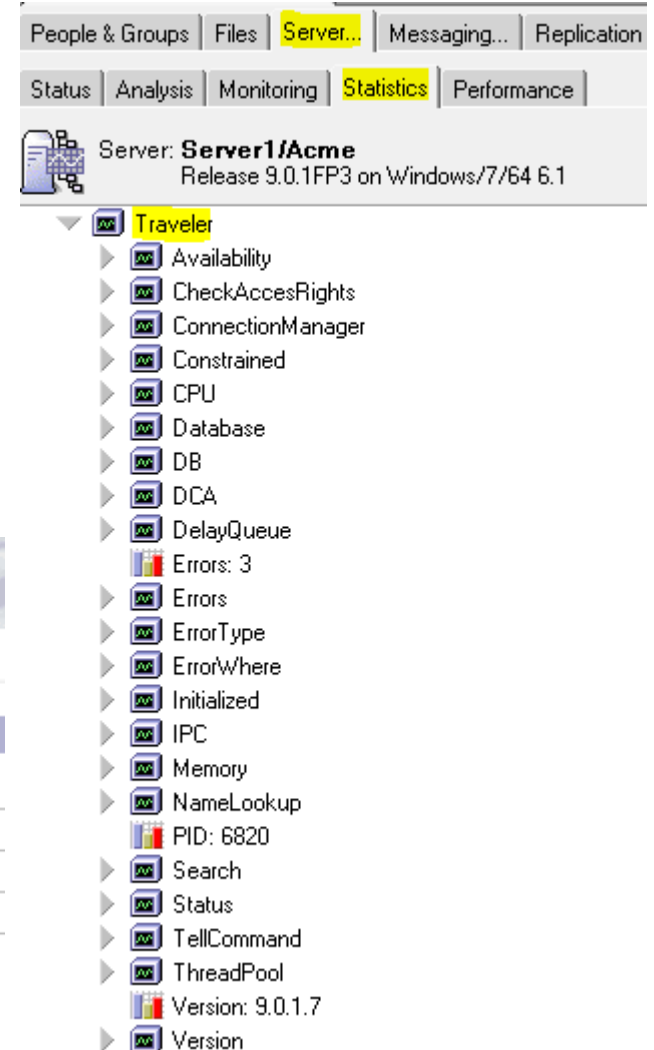 People & Groups Files Server... Messaging... Replication
Status Analysis Monitoring Statistics Performance
Server: Server1/Acme
Release 9.0.1FP3 on Windows/7/64 6.1
Traveler
Availability
CheckAccesRights
ConnectionManager
Constrained
CPU
Database
DB
DCA
DelayQueue
Errors: 3
Errors
ErrorType
ErrorWhere
Initialized
IPC
Memory
NameLookup
PID: 6820
Search
Status
TellCommand
ThreadPool
Version: 9.0.1.7
Version